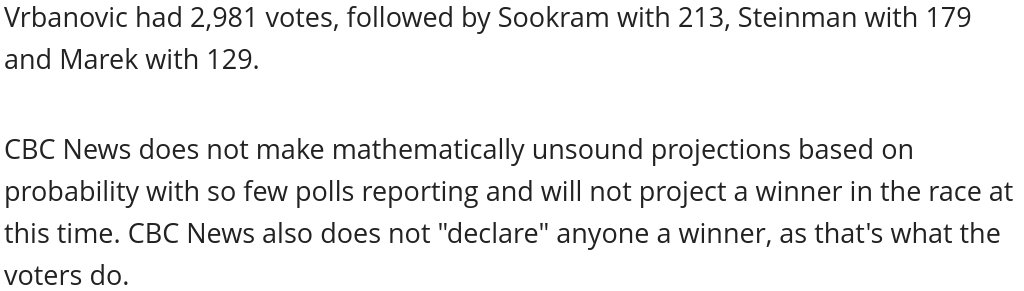 Vrbanovic had 2,981 votes, followed by Sookram with 213, Steinman with 179
and Marek with 129.
CBC News does not make mathematically unsound projections based on
probability with so few polls reporting and will not project a winner in the race at
this time. CBC News also does not "declare" anyone a winner, as that's what the
voters do.